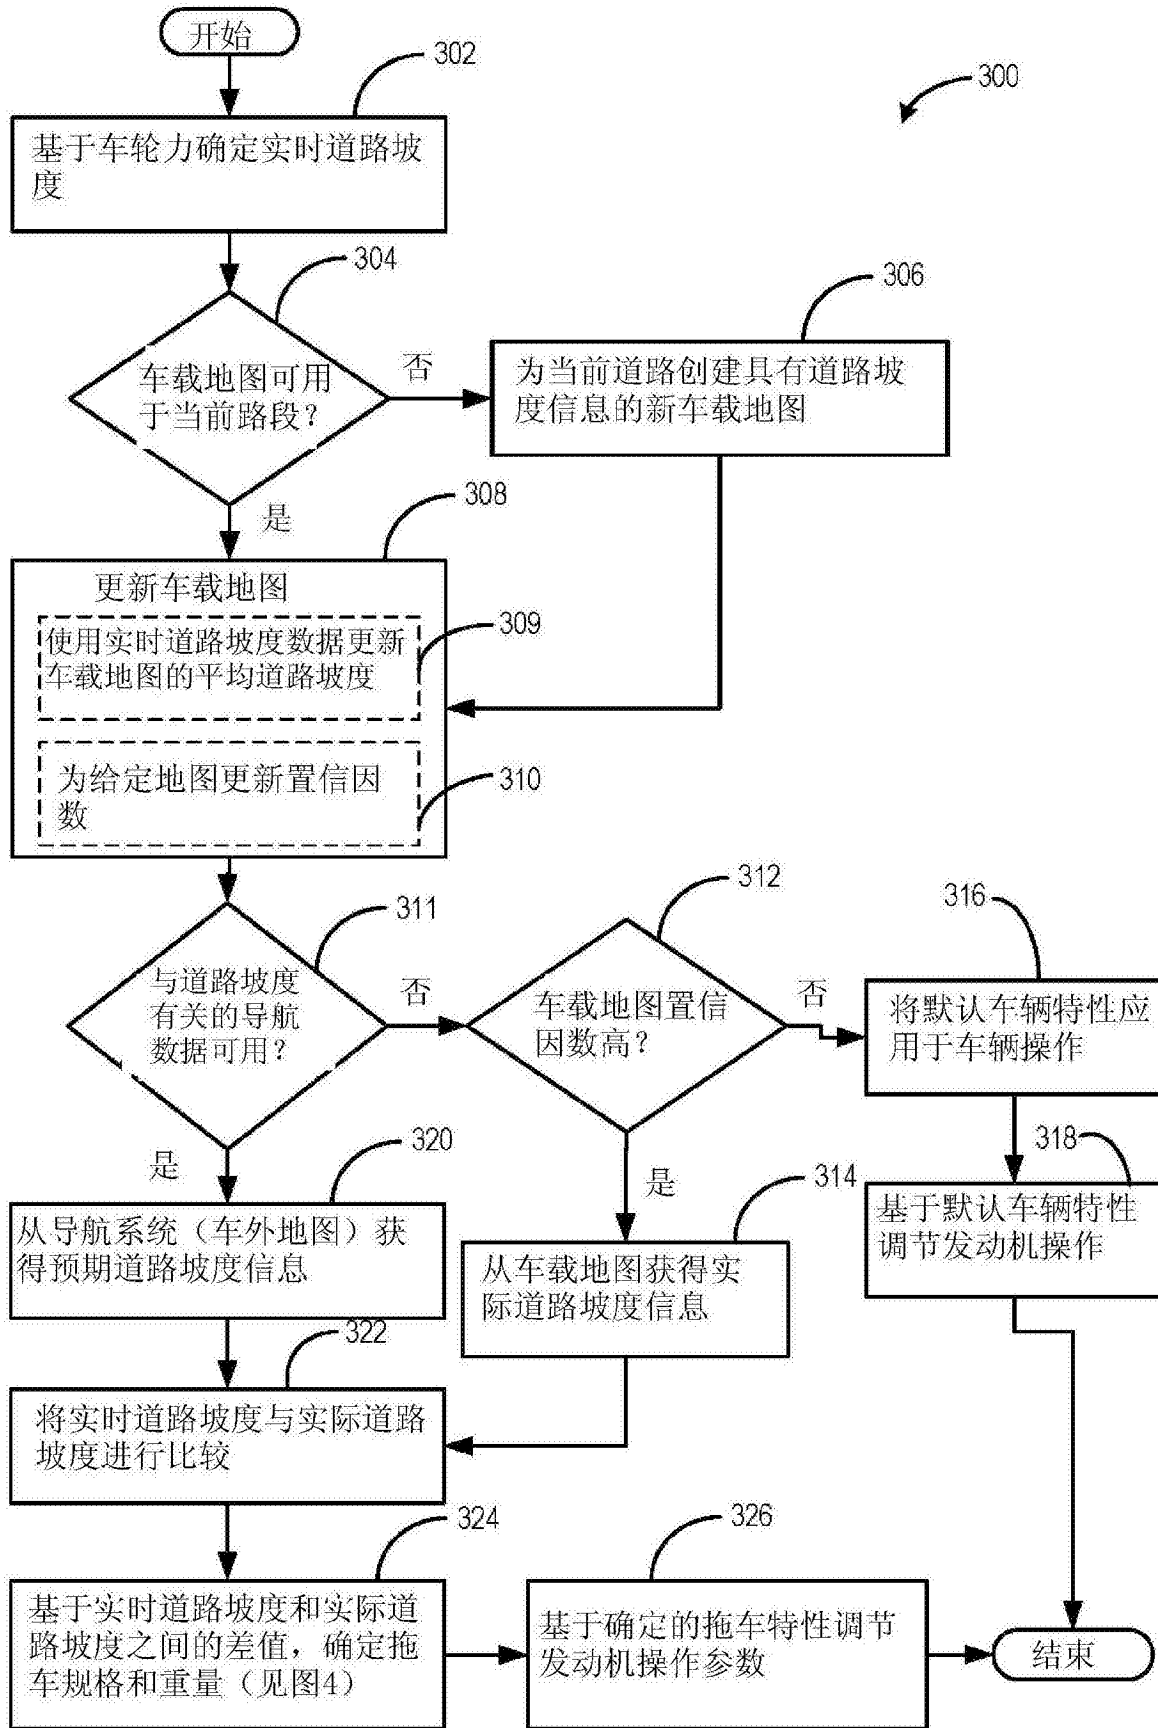 开始
302
300
基于车轮力确定实时道路坡
度
304
306
车载地图可用
于当前路段？
否
为当前道路创建具有道路坡
度信息的新车载地图
是
308
更新车载地图
使用实时道路坡度数据更新
车载地图的平均道路坡度
309
为给定地图更新置信因
数
310
311
312
316
与道路坡度
有关的导航
数据可用？
否
车载地图置信
因数高？
否
将默认车辆特性应
用于车辆操作
是
320
是
314
318
从导航系统（车外地图）获
得预期道路坡度信息
从车载地图获得实
际道路坡度信息
基于默认车辆特性
调节发动机操作
322
将实时道路坡度与实际道路
坡度进行比较
324
326
基于实时道路坡度和实际道
路坡度之间的差值，确定拖
车规格和重量（见图4）
基于确定的拖车特性调节
发动机操作参数
结束